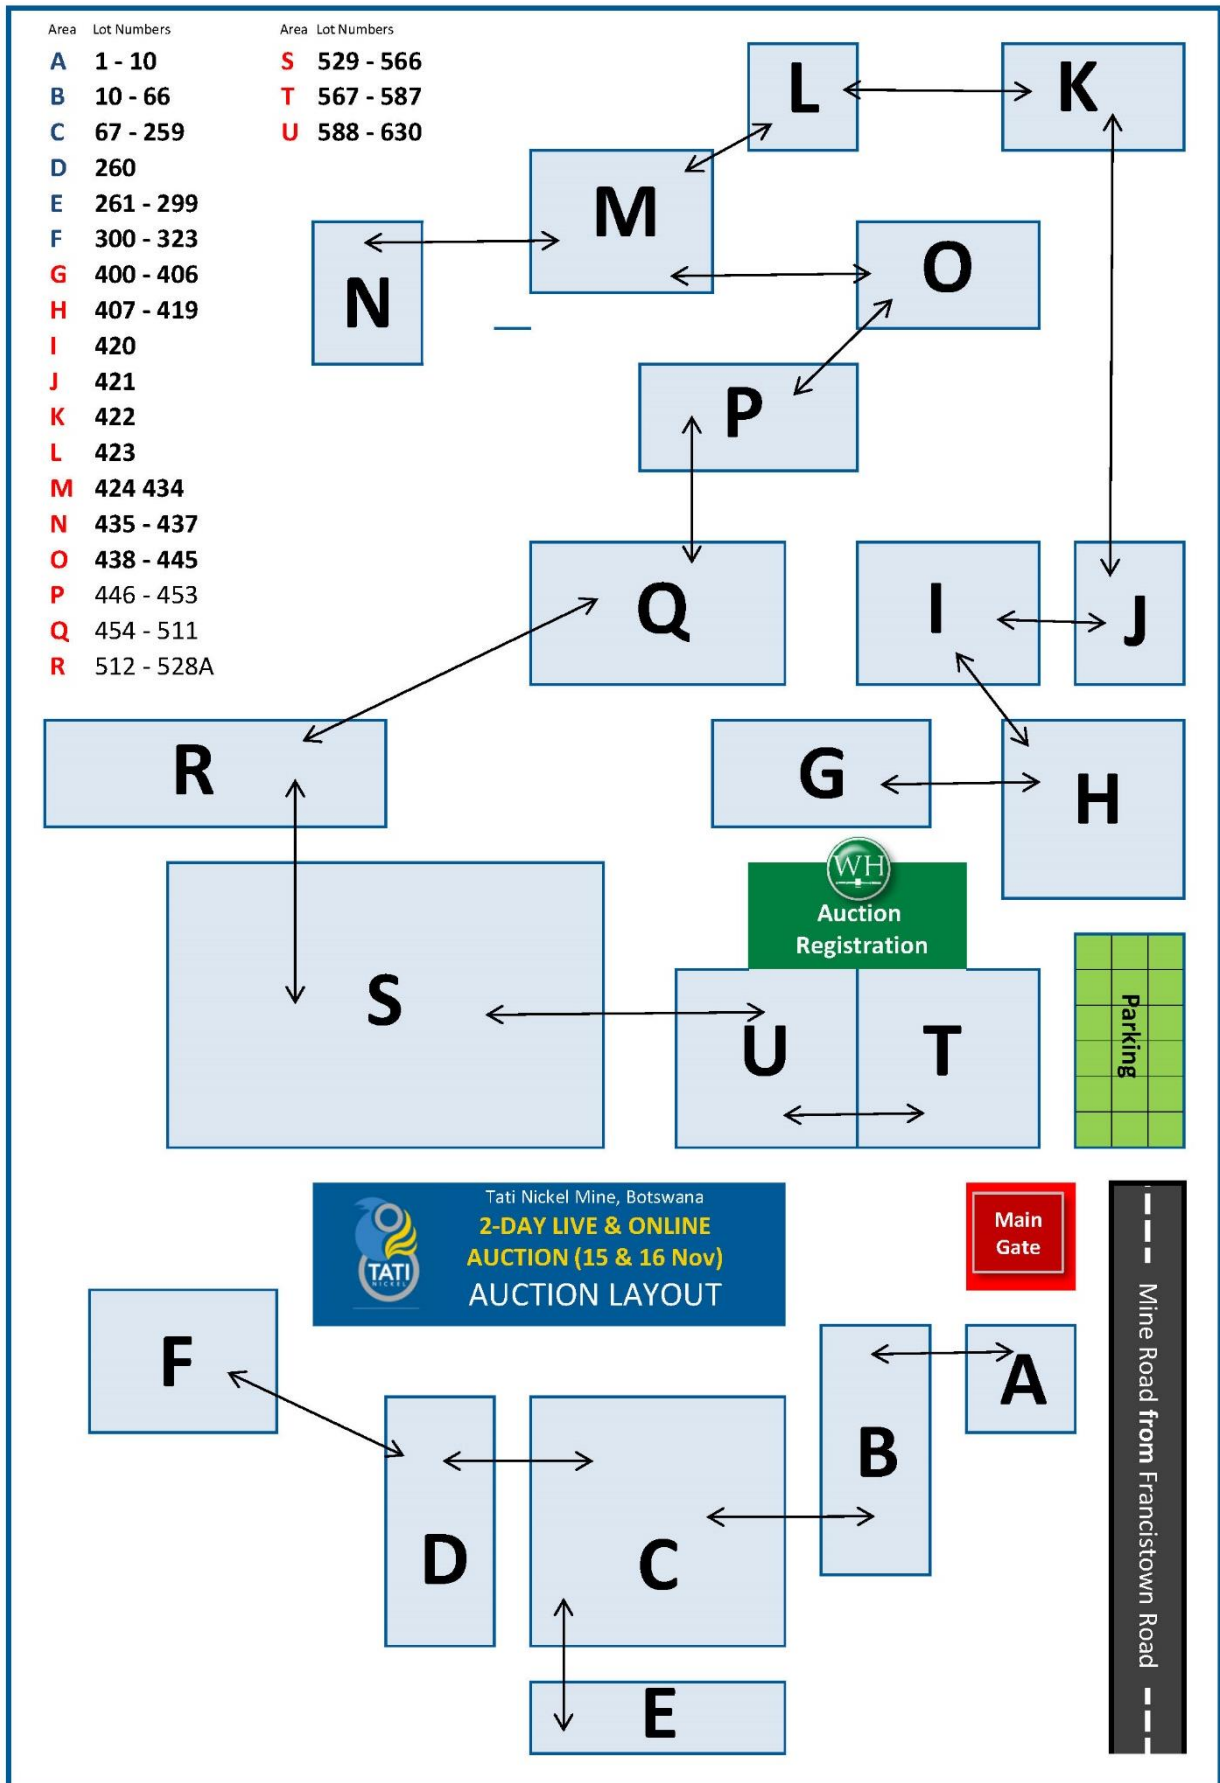 Area Lot Numbers
A 1 - 10
B 10 - 66
C 67 - 259
D 260
E 261 - 299
F 300 - 323
G 400 - 406
H 407 - 419
I 420
J 421
K 422
L 423
M 424 434
N 435 - 437
O 438 - 445
P 446 - 453
Q 454 - 511
R 512 - 528A
Area Lot Numbers
S 529 - 566
T 567 - 587
U 588 - 630
L
K
M
O
N
P
Q
I
J
R
G
H
WH
Auction
Registration
S
U
T
Parking
Tati Nickel Mine, Botswana
2-DAY LIVE & ONLINE
AUCTION (15 & 16 Nov)
AUCTION LAYOUT
TATI
NICKEL
Main
Gate
Mine Road from Francistown Road
F
A
B
D
C
E